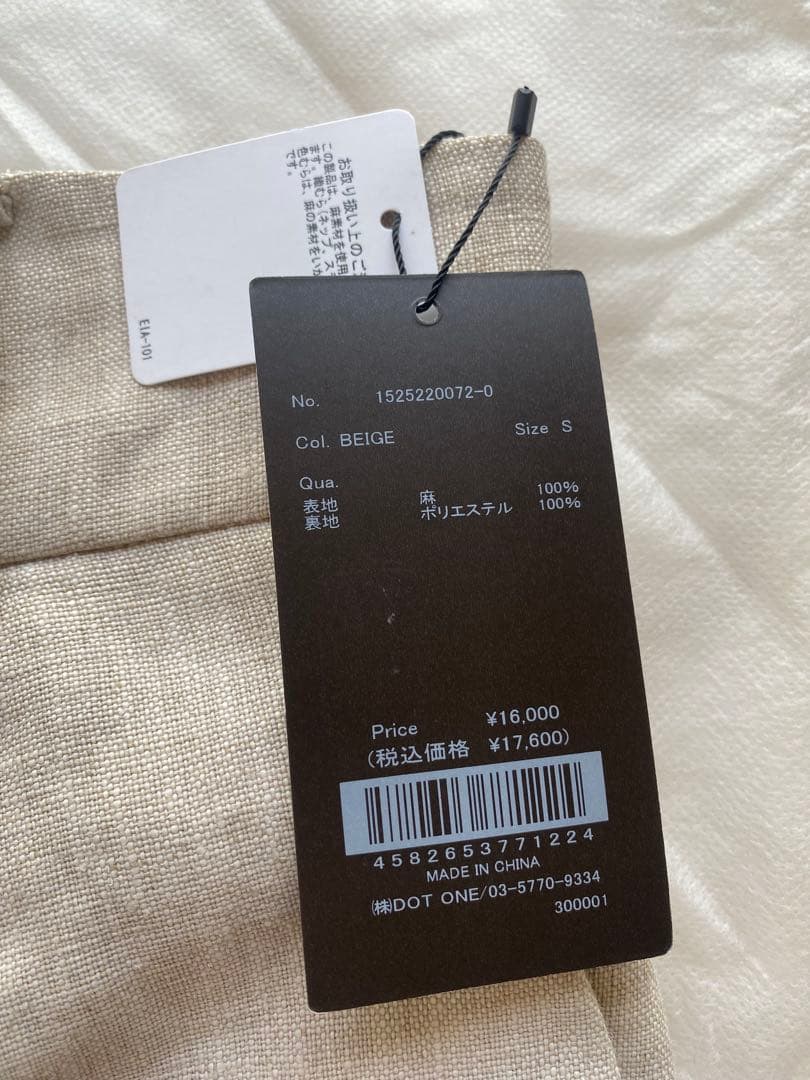 お取り扱い上のご
この製品は、麻素材を使用
ます。織むら(ネップ、ス
色むらは、麻の素材をいか
です。
EIA-101
No. 1525220072-0
Col. BEIGE Size S
Qua.
表地 麻 100%
裏地 ポリエステル 100%
Price ¥16,000
(税込価格 ¥17,600)
4582653771224
MADE IN CHINA
㈱DOT ONE/03-5770-9334
300001